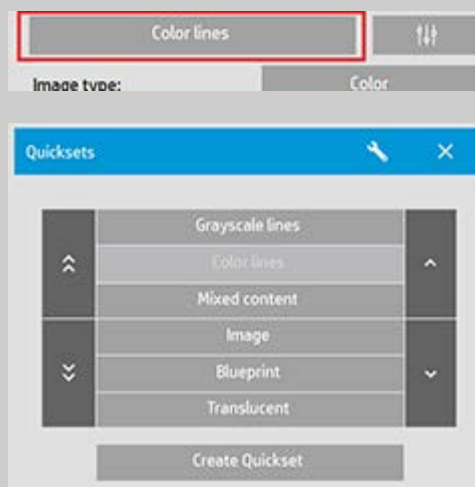 Color lines
Image type:
Color
Quicksets
Grayscale lines
Color lines
Mixed content
Image
Blueprint
Translucent
Create Quickset